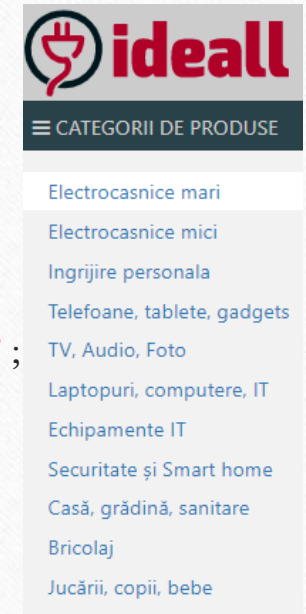 ideall
≡ CATEGORII DE PRODUSE
Electrocasnice mari
Electrocasnice mici
Ingrijire personala
Telefoane, tablete, gadgets
;
TV, Audio, Foto
Laptopuri, computere, IT
Echipamente IT
Securitate și Smart home
Casă, grădină, sanitare
Bricolaj
Jucării, copii, bebe